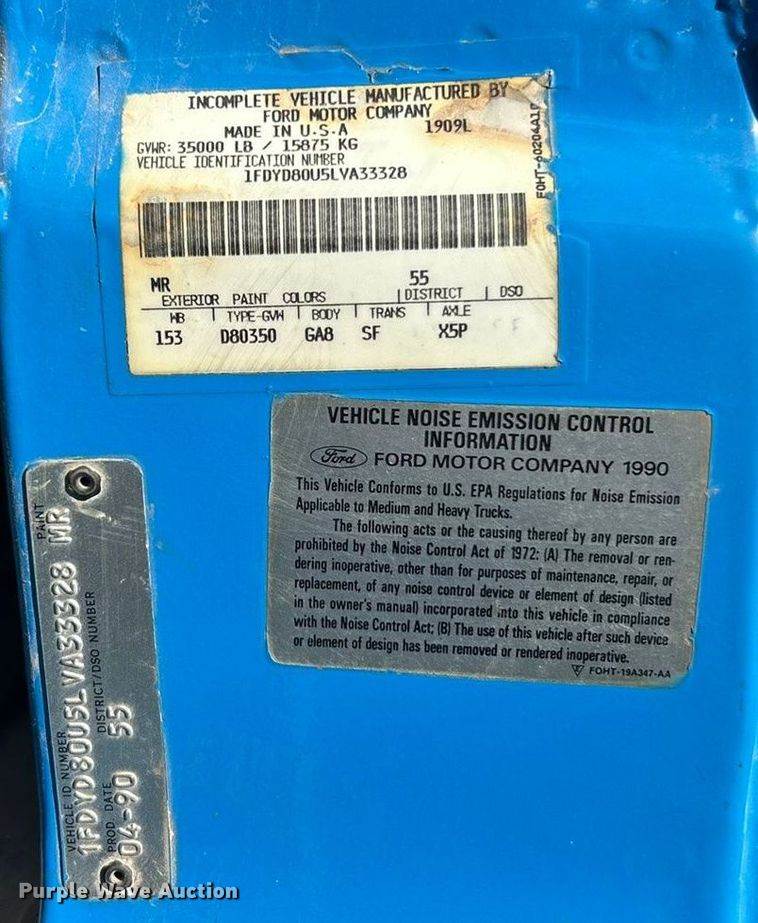 INCOMPLETE VEHICLE MANUFACTURED BY
FORD MOTOR COMPANY
MADE IN U.S.A 1909L
GVWR: 35000 LB / 15875 KG
VEHICLE IDENTIFICATION NUMBER
1FDYD80U5LVA33328
F0HT-60204A10
MR 55
EXTERIOR PAINT COLORS DISTRICT DSO
WB TYPE-GVW BODY TRANS AXLE
153 D80350 GA8 SF X5P
VEHICLE NOISE EMISSION CONTROL
INFORMATION
Ford FORD MOTOR COMPANY 1990
This Vehicle Conforms to U.S. EPA Regulations for Noise Emission
Applicable to Medium and Heavy Trucks.
The following acts or the causing thereof by any person are
prohibited by the Noise Control Act of 1972: (A) The removal or ren-
dering inoperative, other than for purposes of maintenance, repair, or
replacement, of any noise control device or element of design (listed
in the owner's manual) incorporated into this vehicle in compliance
with the Noise Control Act; (B) The use of this vehicle after such device
or element of design has been removed or rendered inoperative.
FOHT-19A347-AA
VEHICLE ID NUMBER PAINT
1FDYD80U5LVA33328 MR
PROD DATE DISTRICT/DSO NUMBER
04-90 55
Purple Wave Auction